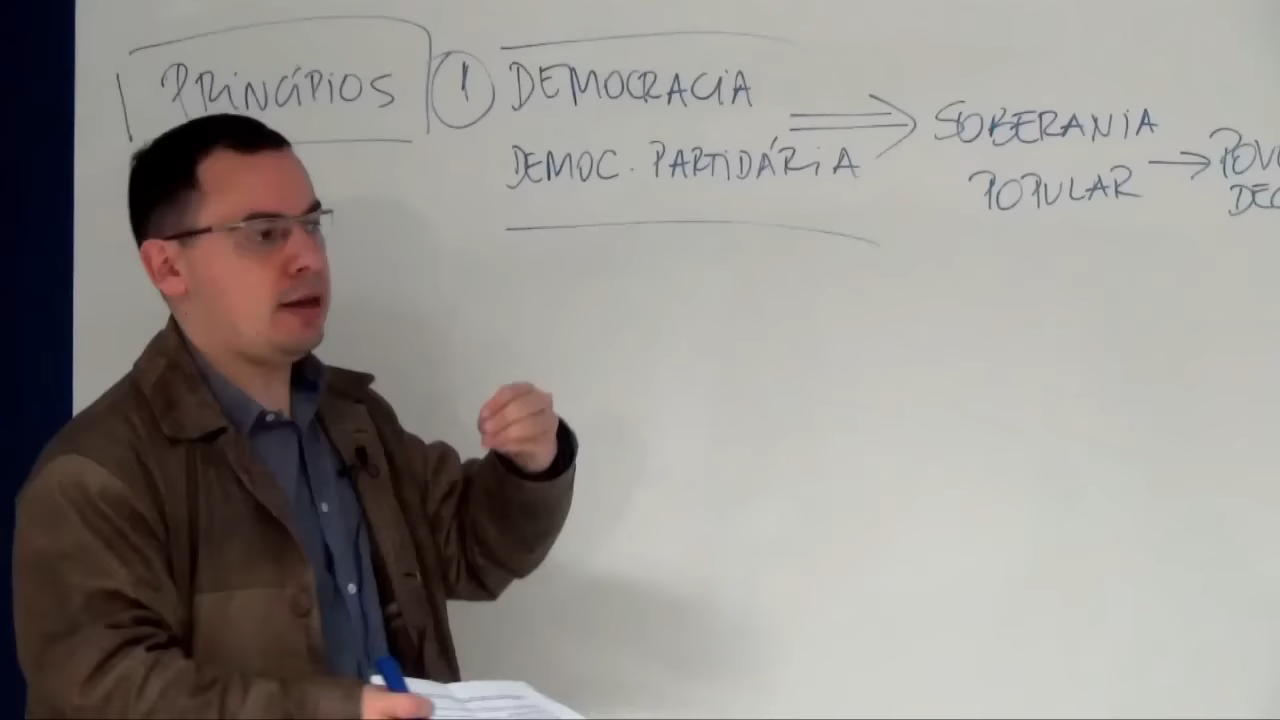 PRINCÍPIOS
1 DEMOCRACIA
DEMOC. PARTIDÁRIA
SOBERANIA
POPULAR